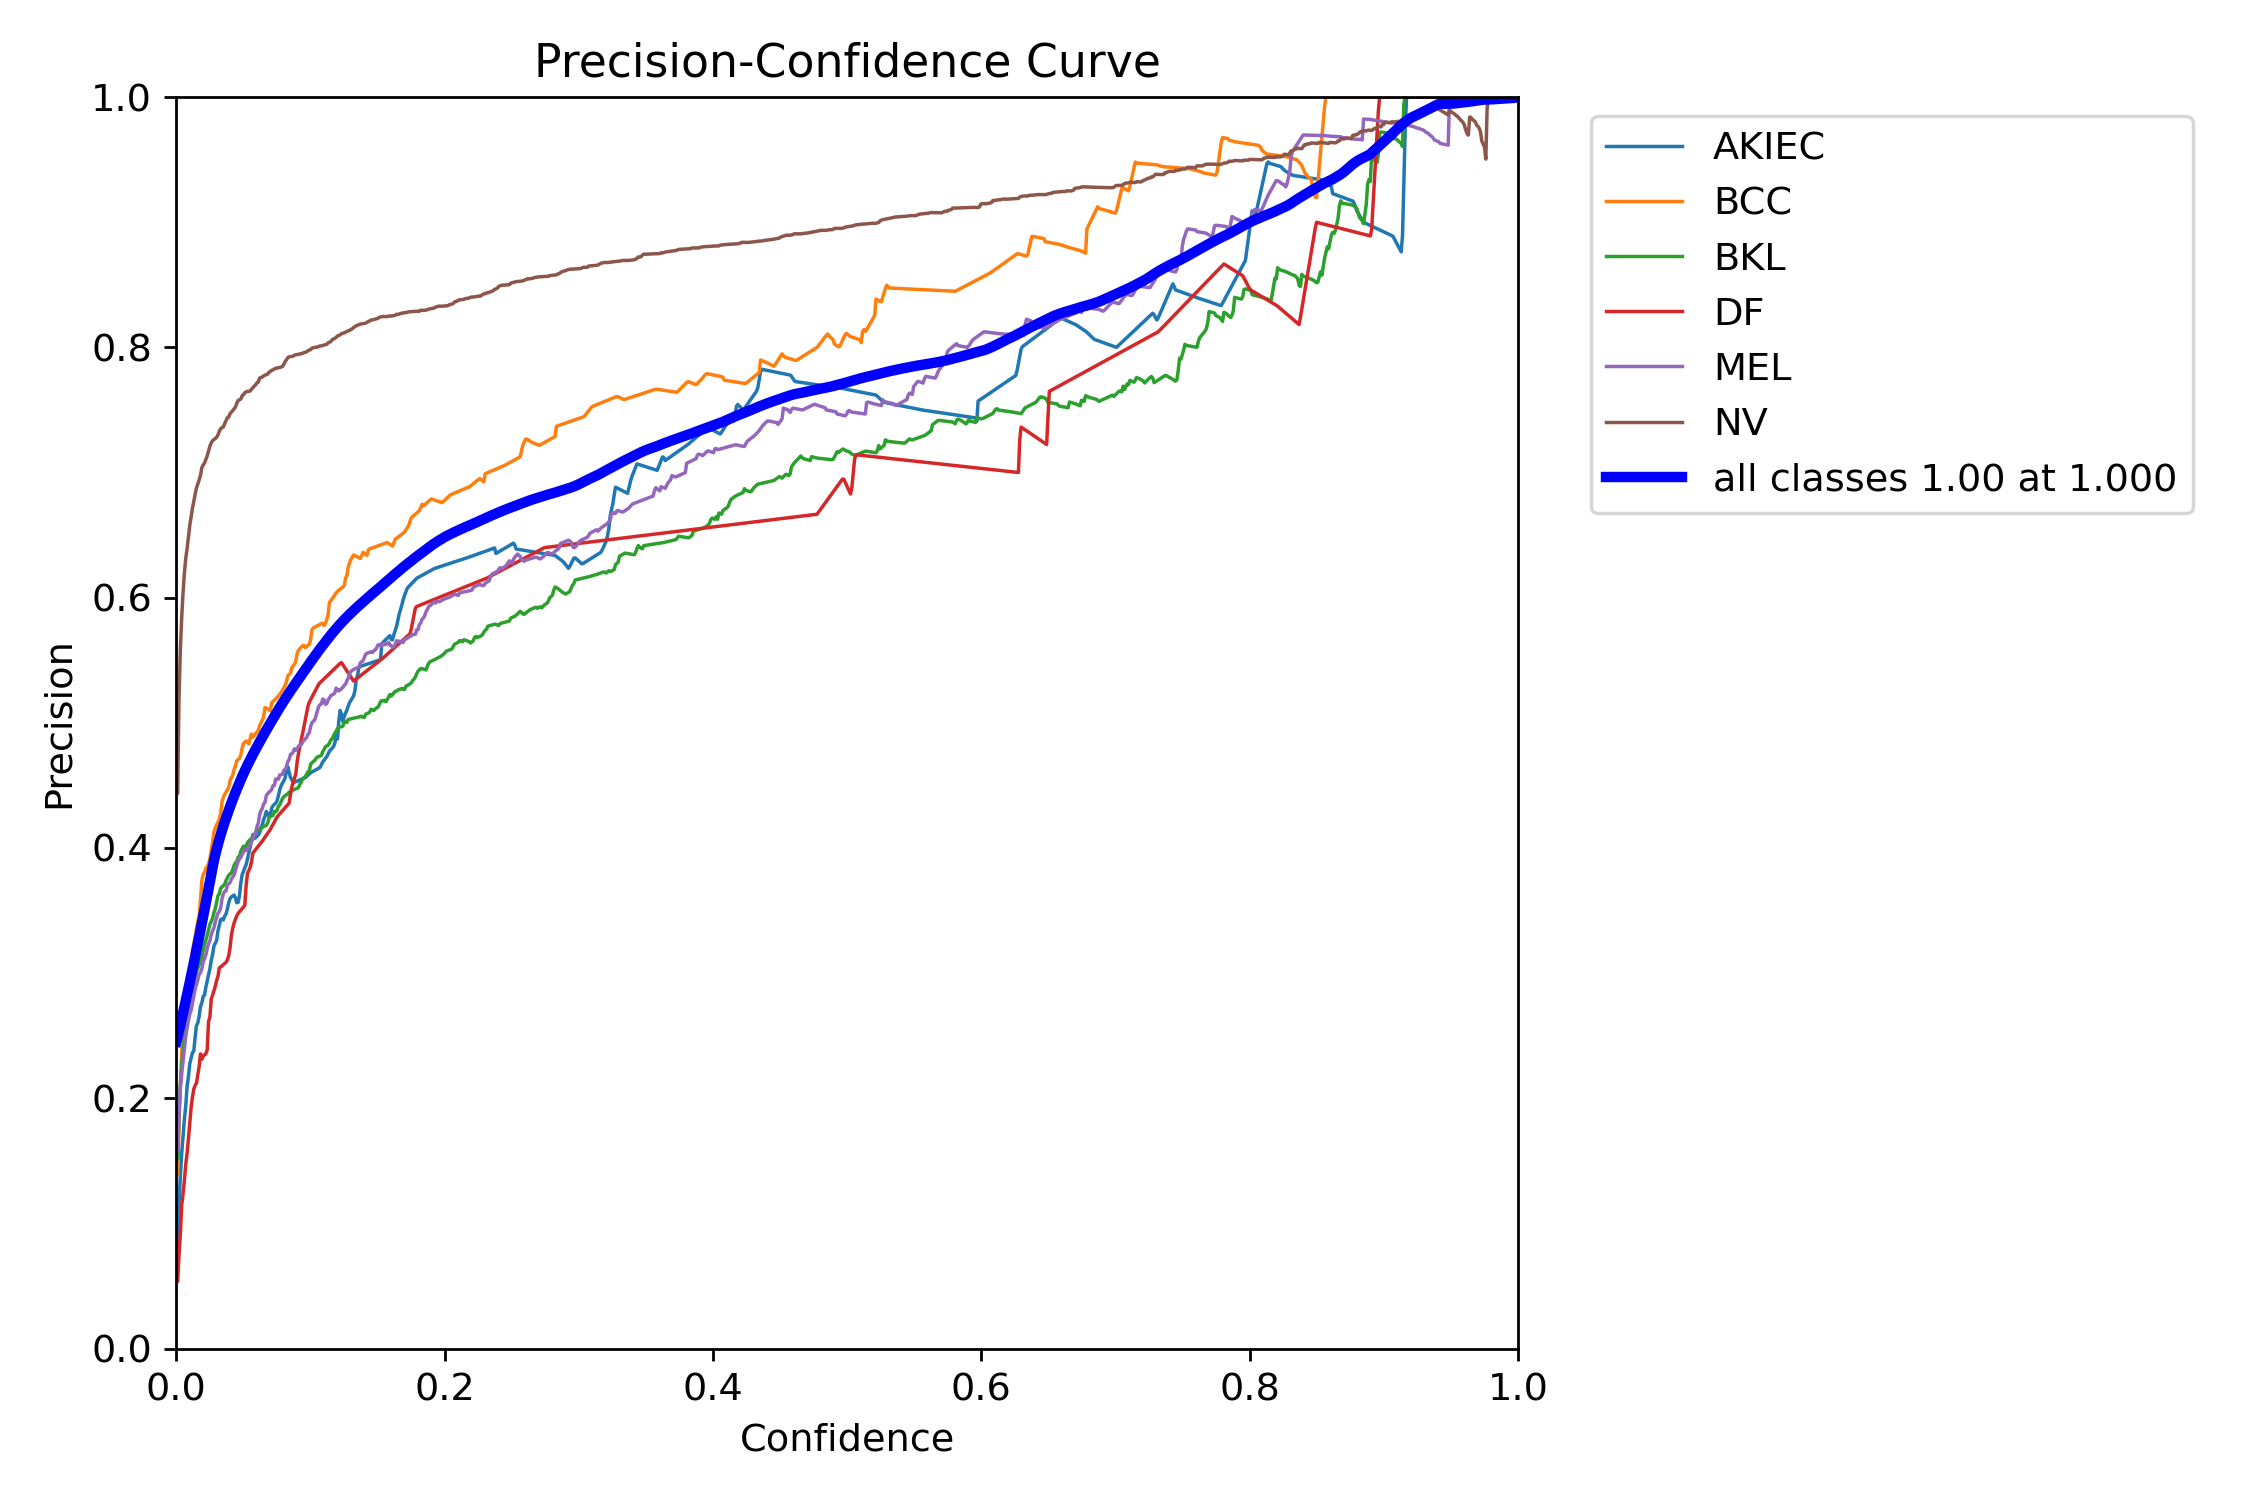 Precision-Confidence Curve
1.0
0.8
0.6
0.4
0.2
0.0
Precision
0.0 0.2 0.4 0.6 0.8 1.0
Confidence
AKIEC
BCC
BKL
DF
MEL
NV
all classes 1.00 at 1.000